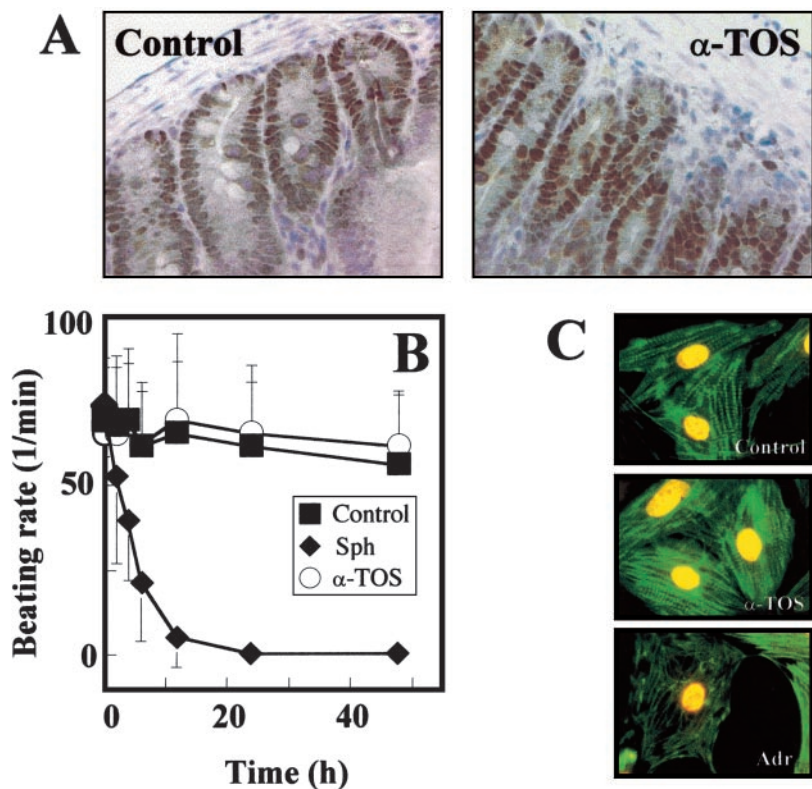 A
Control
α-TOS
B
100
50
0
0
20
40
Beating rate (1/min)
Time (h)
Control
Sph
α-TOS
C
Control
α-TOS
Adr